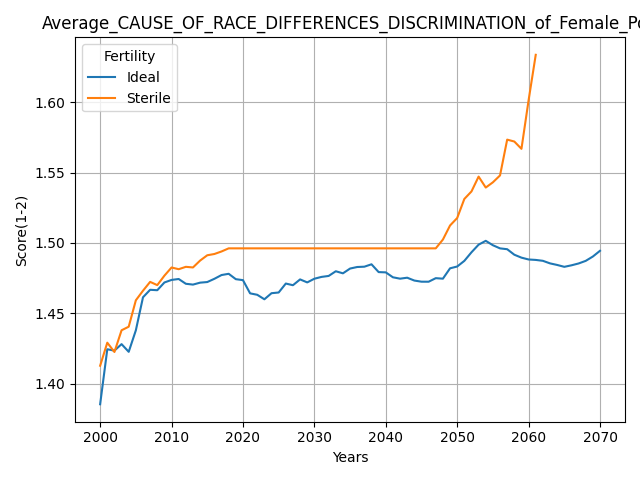 Average_CAUSE_OF_RACE_DIFFERENCES_DISCRIMINATION_of_Female_Po
Fertility
Ideal
Sterile
1.60
1.55
1.50
1.45
1.40
Score(1-2)
2000 2010 2020 2030 2040 2050 2060 2070
Years